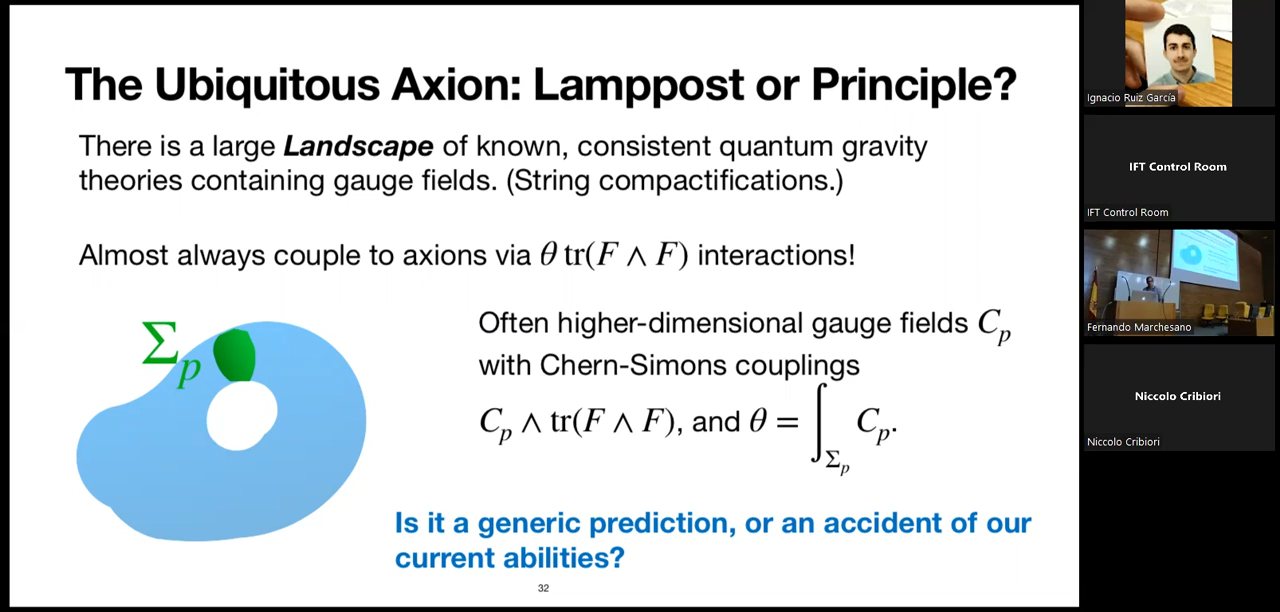 The Ubiquitous Axion: Lamppost or Principle?
There is a large Landscape of known, consistent quantum gravity
theories containing gauge fields. (String compactifications.)
Almost always couple to axions via θ tr(F ∧ F) interactions!
Σ_p
Often higher-dimensional gauge fields C_p
with Chern-Simons couplings
C_p ∧ tr(F ∧ F), and θ = ∫_{Σ_p} C_p.
Is it a generic prediction, or an accident of our
current abilities?
32
Ignacio Ruiz García
IFT Control Room
IFT Control Room
Fernando Marchesano
Niccolo Cribiori
Niccolo Cribiori